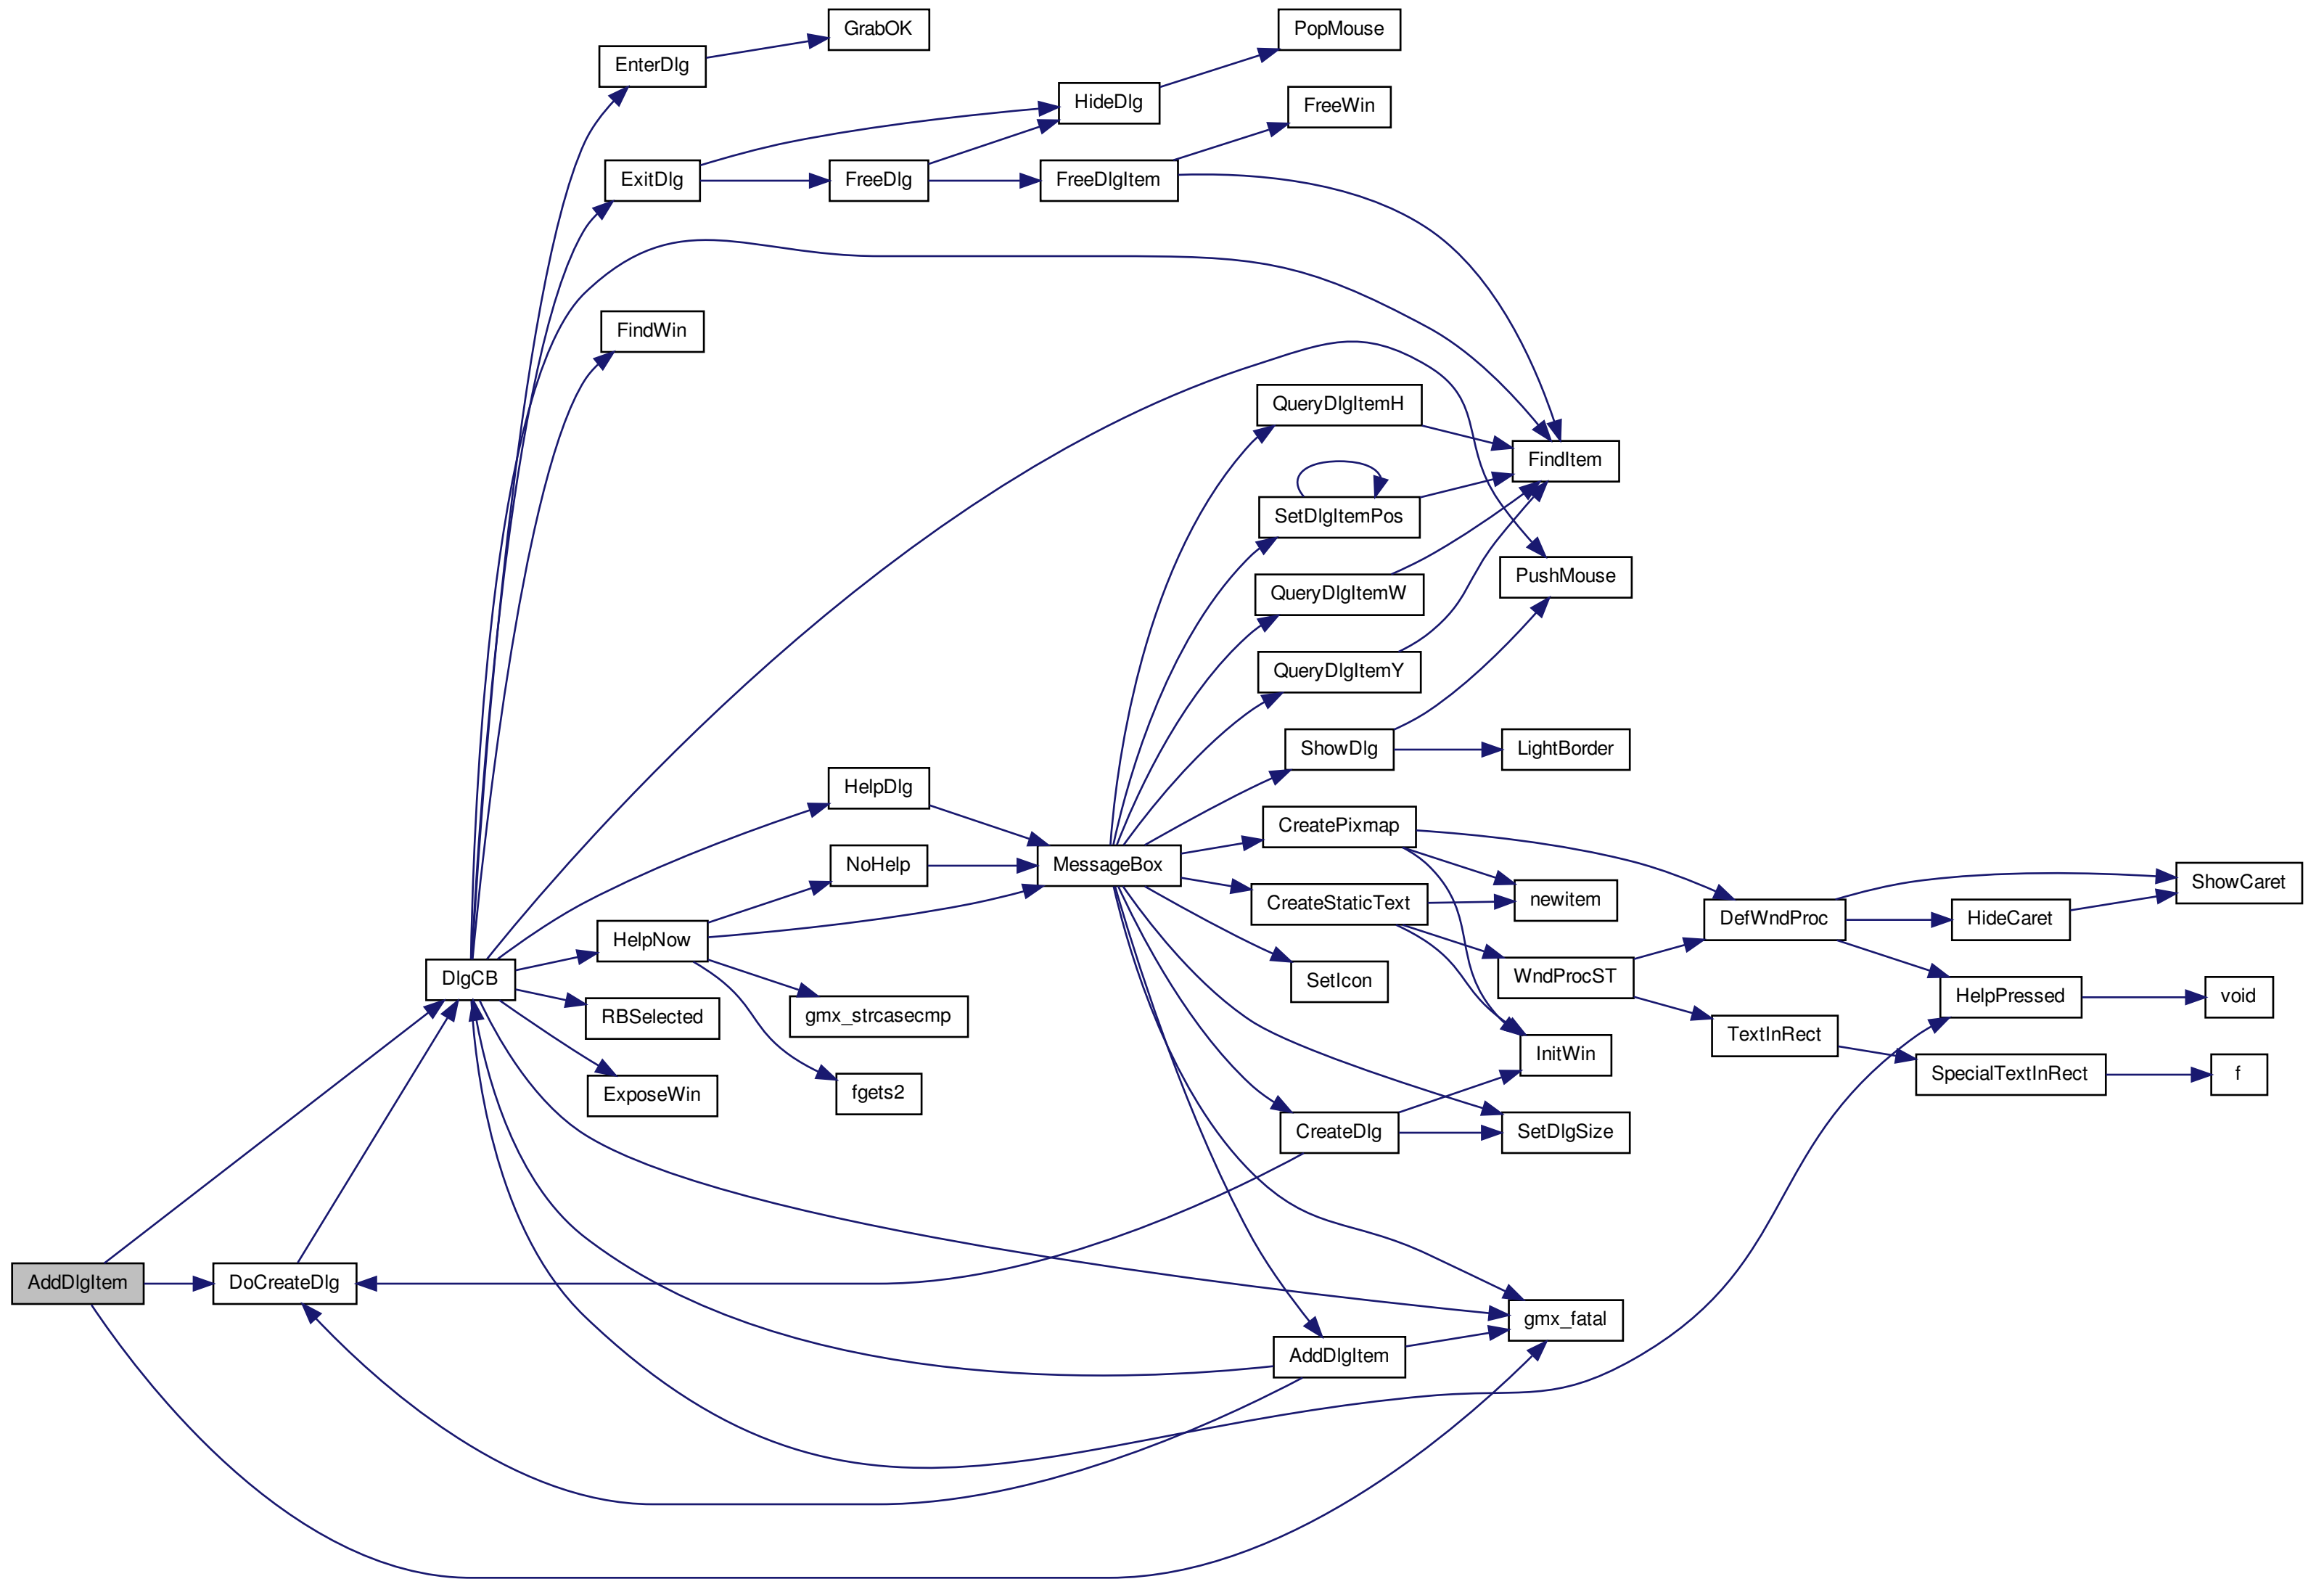 GrabOK
PopMouse
EnterDlg
HideDlg
FreeWin
ExitDlg
FreeDlg
FreeDlgItem
FindWin
QueryDlgItemH
FindItem
SetDlgItemPos
PushMouse
QueryDlgItemW
QueryDlgItemY
ShowDlg
LightBorder
HelpDlg
CreatePixmap
NoHelp
MessageBox
ShowCaret
CreateStaticText
newitem
DefWndProc
HideCaret
HelpNow
DlgCB
SetIcon
WndProcST
HelpPressed
void
RBSelected
gmx_strcasecmp
TextInRect
InitWin
SpecialTextInRect
f
ExposeWin
fgets2
CreateDlg
SetDlgSize
AddDlgItem
DoCreateDlg
gmx_fatal
AddDlgItem